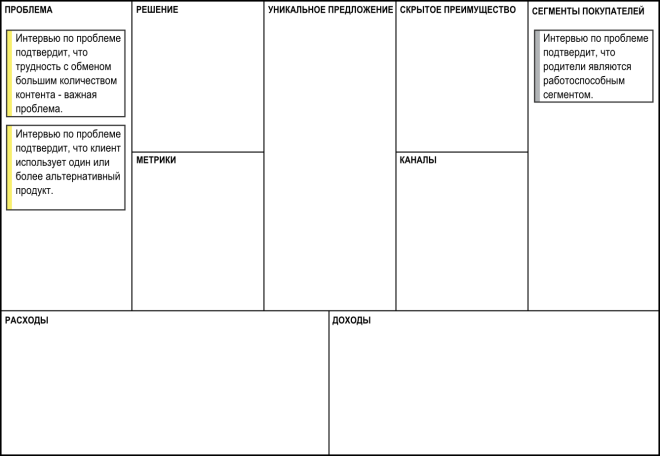 ПРОБЛЕМА
Интервью по проблеме
подтвердит, что
трудность с обменом
большим количеством
контента - важная
проблема.
Интервью по проблеме
подтвердит, что клиент
использует один или
более альтернативный
продукт.
РЕШЕНИЕ
МЕТРИКИ
УНИКАЛЬНОЕ ПРЕДЛОЖЕНИЕ
СКРЫТОЕ ПРЕИМУЩЕСТВО
КАНАЛЫ
СЕГМЕНТЫ ПОКУПАТЕЛЕЙ
Интервью по проблеме
подтвердит, что
родители являются
работоспособным
сегментом.
РАСХОДЫ
ДОХОДЫ